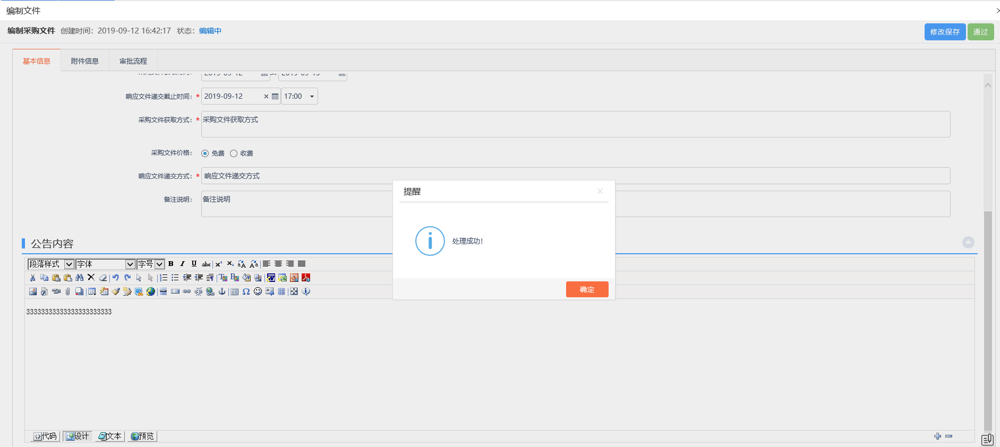 编制文件
编制采购文件 创建时间：2019-09-12 16:42:17 状态：编辑中 修改保存 通过
基本信息 附件信息 审批流程
响应文件递交截止时间：* 2019-09-12 17:00
采购文件获取方式：* 采购文件获取方式
采购文件价格： 免费 收费
响应文件递交方式：* 响应文件递交方式
备注说明： 备注说明
提醒
处理成功！
确定
公告内容
段落样式 字体 字号
33333333333333333333333
代码 设计 文本 预览